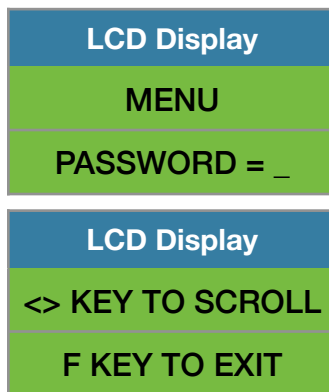 LCD Display
MENU
PASSWORD = _
LCD Display
<> KEY TO SCROLL
F KEY TO EXIT